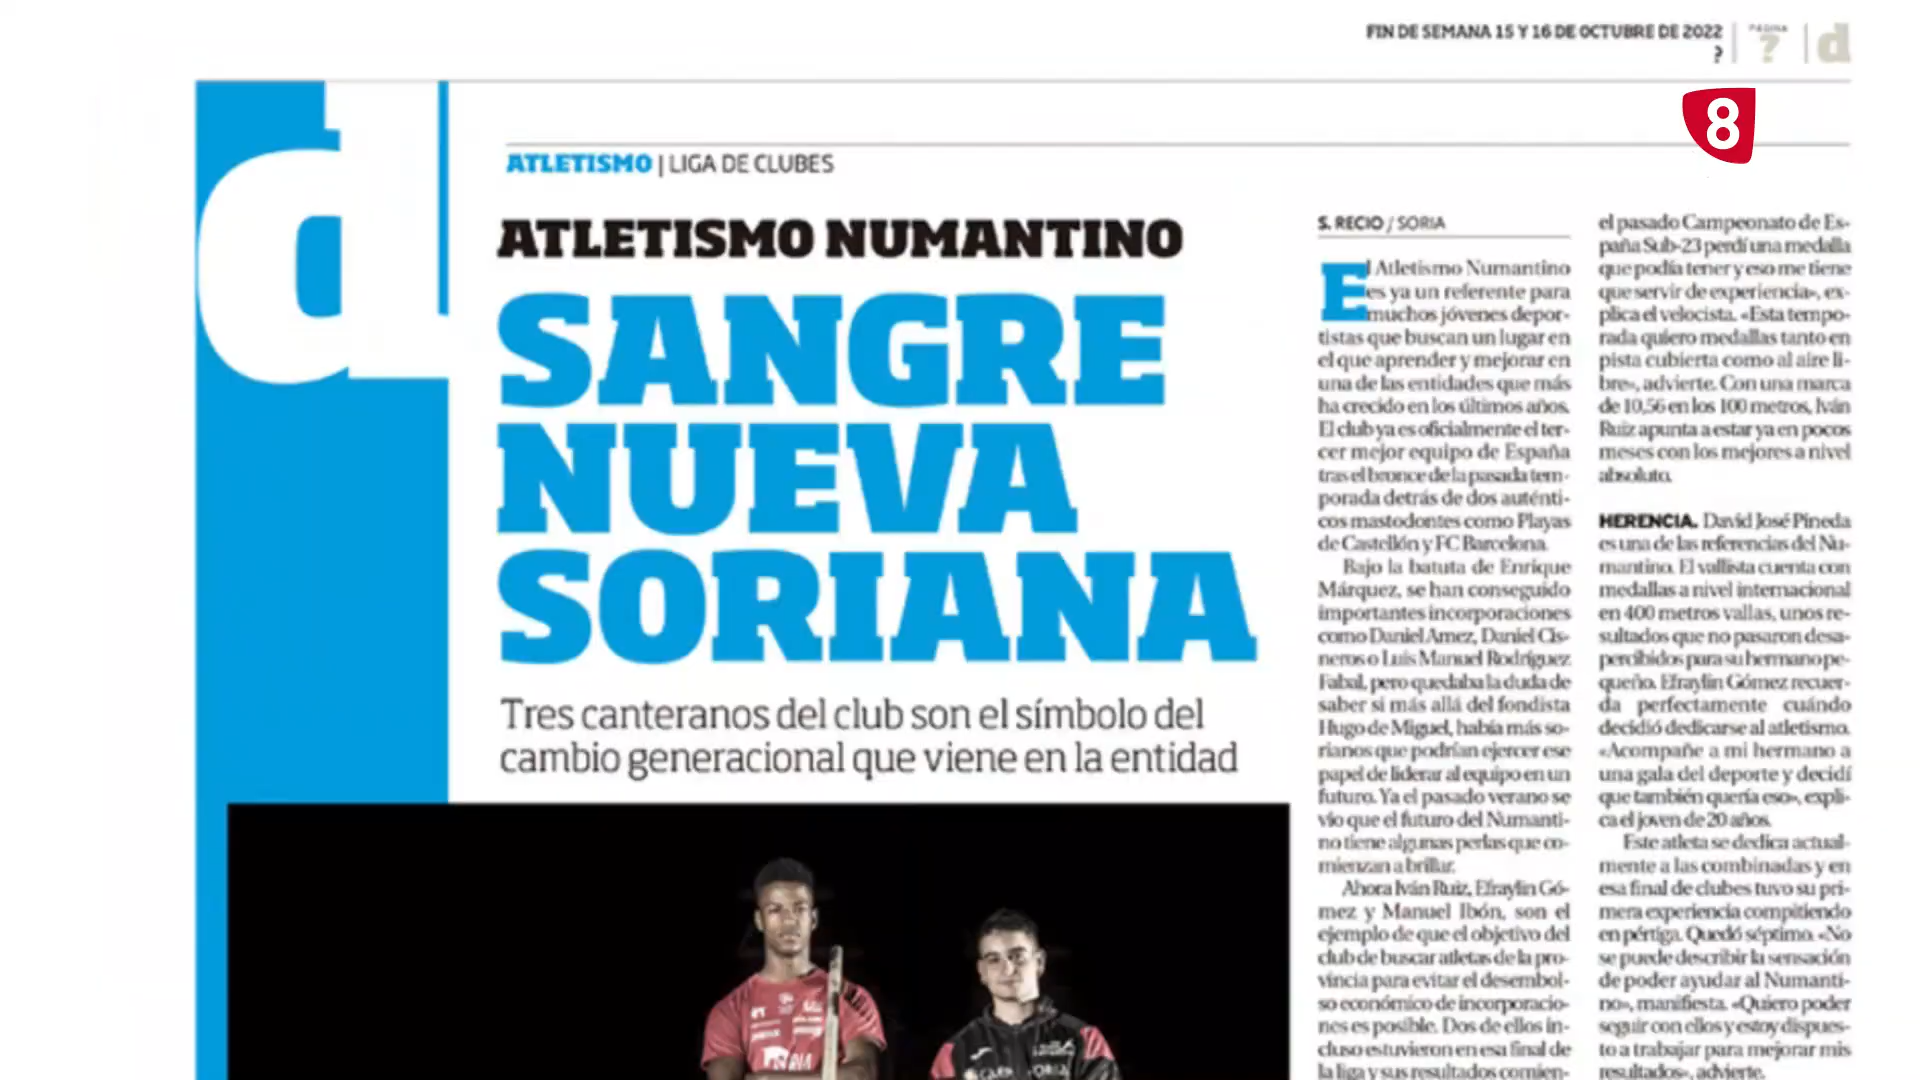 FIN DE SEMANA 15 Y 16 DE OCTUBRE DE 2022
?
PÁGINA
?
d
8
d
ATLETISMO | LIGA DE CLUBES
ATLETISMO NUMANTINO
SANGRE
NUEVA
SORIANA
Tres canteranos del club son el símbolo del
cambio generacional que viene en la entidad
S. RECIO / SORIA
El Atletismo Numantino
es ya un referente para
muchos jóvenes depor-
tistas que buscan un lugar en
el que aprender y mejorar en
una de las entidades que más
ha crecido en los últimos años.
El club ya es oficialmente el ter-
cer mejor equipo de España
tras el bronce de la pasada tem-
porada detrás de dos auténti-
cos mastodontes como Playas
de Castellón y FC Barcelona.
Bajo la batuta de Enrique
Márquez, se han conseguido
importantes incorporaciones
como Daniel Amez, Daniel Cis-
neros o Luis Manuel Rodríguez
Fabal, pero quedaba la duda de
saber si más allá del fondista
Hugo de Miguel, había más so-
rianos que podrían ejercer ese
papel de liderar al equipo en un
futuro. Ya el pasado verano se
vio que el futuro del Numanti-
no tiene algunas perlas que co-
mienzan a brillar.
Ahora Iván Ruiz, Efraylin Gó-
mez y Manuel Ibón, son el
ejemplo de que el objetivo del
club de buscar atletas de la pro-
vincia para evitar el desembol-
so económico de incorporacio-
nes es posible. Dos de ellos in-
cluso estuvieron en esa final de
la liga y sus resultados comien-
el pasado Campeonato de Es-
paña Sub-23 perdí una medalla
que podía tener y eso me tiene
que servir de experiencia», ex-
plica el velocista. «Esta tempo-
rada quiero medallas tanto en
pista cubierta como al aire li-
bre», advierte. Con una marca
de 10,56 en los 100 metros, Iván
Ruiz apunta a estar ya en pocos
meses con los mejores a nivel
absoluto.
HERENCIA. David José Pineda
es una de las referencias del Nu-
mantino. El vallista cuenta con
medallas a nivel internacional
en 400 metros vallas, unos re-
sultados que no pasaron desa-
percibidos para su hermano pe-
queño. Efraylin Gómez recuer-
da perfectamente cuándo
decidió dedicarse al atletismo.
«Acompañe a mi hermano a
una gala del deporte y decidí
que también quería eso», expli-
ca el joven de 20 años.
Este atleta se dedica actual-
mente a las combinadas y en
esa final de clubes tuvo su pri-
mera experiencia compitiendo
en pértiga. Quedó séptimo. «No
se puede describir la sensación
de poder ayudar al Numanti-
no», manifiesta. «Quiero poder
seguir con ellos y estoy dispues-
to a trabajar para mejorar mis
resultados», advierte.